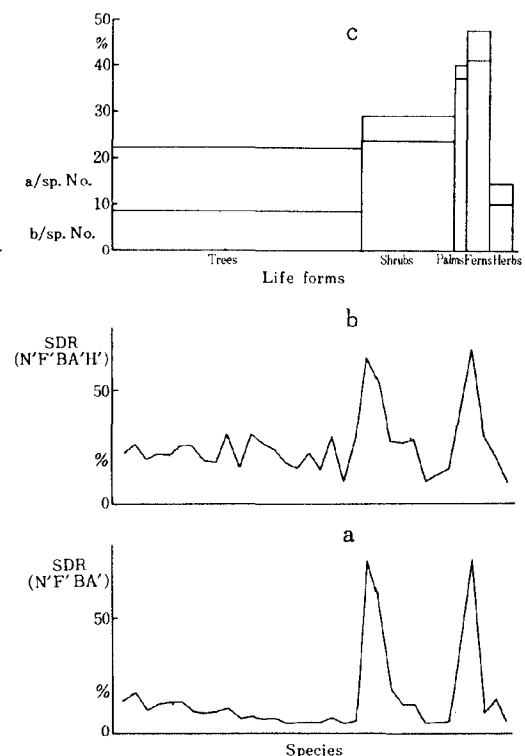 c
50
%
40
30
20
a/sp. No.
10
b/sp. No.
0
Trees
Shrubs
Palms
Ferns
Herbs
Life forms
b
SDR
(N'F'BA'H')
50
%
0
a
SDR
(N'F'BA')
50
%
0
Species